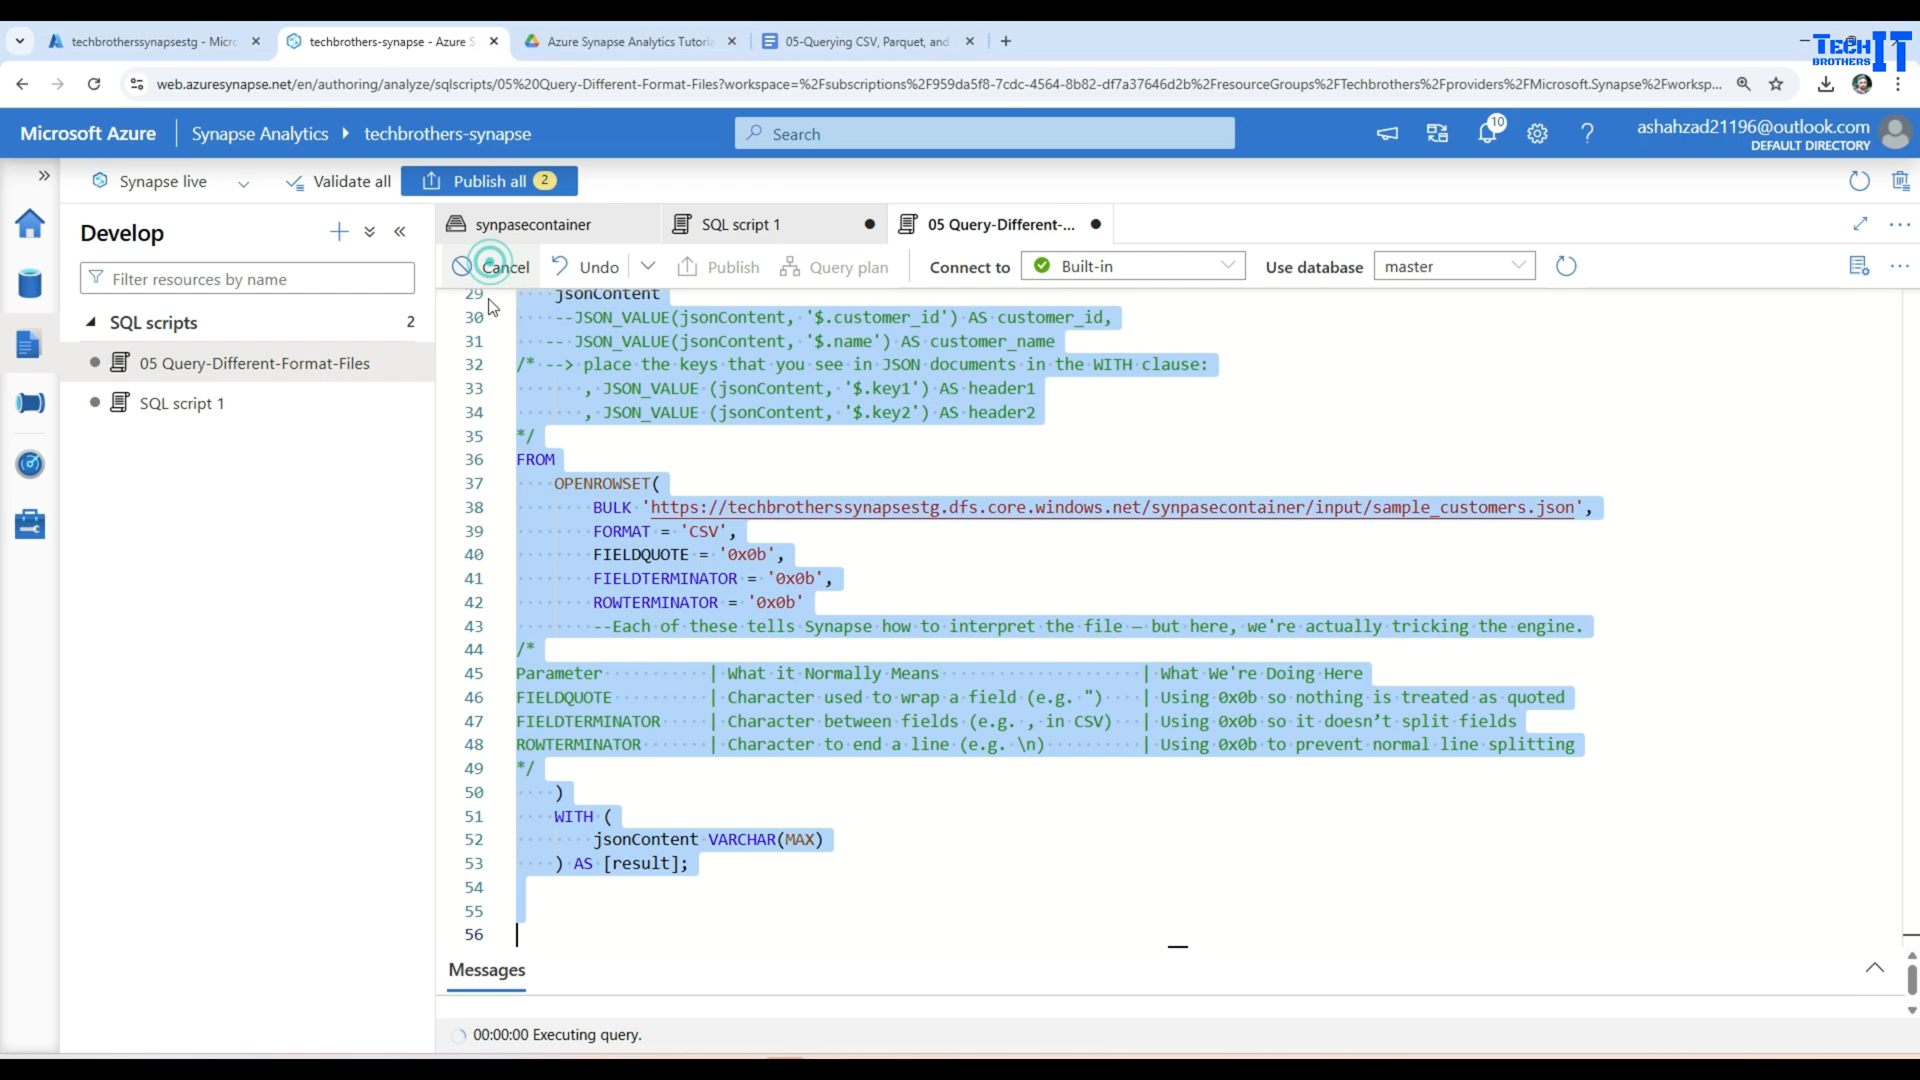 techbrotherssynapsestg - Micro
techbrothers-synapse - Azure S
Azure Synapse Analytics Tutoria
05-Querying CSV, Parquet, and
TECH IT
BROTHERS
web.azuresynapse.net/en/authoring/analyze/sqlscripts/05%20Query-Different-Format-Files?workspace=%2Fsubscriptions%2F959da5f8-7cdc-4564-8b82-df7a37646d2b%2FresourceGroups%2FTechbrothers%2Fproviders%2FMicrosoft.Synapse%2Fworksp...
Microsoft Azure
Synapse Analytics
techbrothers-synapse
Search
10
ashahzad21196@outlook.com
DEFAULT DIRECTORY
Synapse live
Validate all
Publish all 2
Develop
synpasecontainer
SQL script 1
05 Query-Different-...
Cancel
Undo
Publish
Query plan
Connect to
Built-in
Use database
master
Filter resources by name
SQL scripts 2
05 Query-Different-Format-Files
SQL script 1
29 jsonContent
30 --JSON_VALUE(jsonContent, '$.customer_id') AS customer_id,
31 -- JSON_VALUE(jsonContent, '$.name') AS customer_name
32 /* --> place the keys that you see in JSON documents in the WITH clause:
33 , JSON_VALUE (jsonContent, '$.key1') AS header1
34 , JSON_VALUE (jsonContent, '$.key2') AS header2
35 */
36 FROM
37 OPENROWSET(
38 BULK 'https://techbrotherssynapsestg.dfs.core.windows.net/synpasecontainer/input/sample_customers.json',
39 FORMAT = 'CSV',
40 FIELDQUOTE = '0x0b',
41 FIELDTERMINATOR = '0x0b',
42 ROWTERMINATOR = '0x0b'
43 --Each of these tells Synapse how to interpret the file — but here, we're actually tricking the engine.
44 /*
45 Parameter | What it Normally Means | What We're Doing Here
46 FIELDQUOTE | Character used to wrap a field (e.g. ") | Using 0x0b so nothing is treated as quoted
47 FIELDTERMINATOR | Character between fields (e.g. , in CSV) | Using 0x0b so it doesn’t split fields
48 ROWTERMINATOR | Character to end a line (e.g. \n) | Using 0x0b to prevent normal line splitting
49 */
50 )
51 WITH (
52 jsonContent VARCHAR(MAX)
53 ) AS [result];
54
55
56
Messages
00:00:00 Executing query.